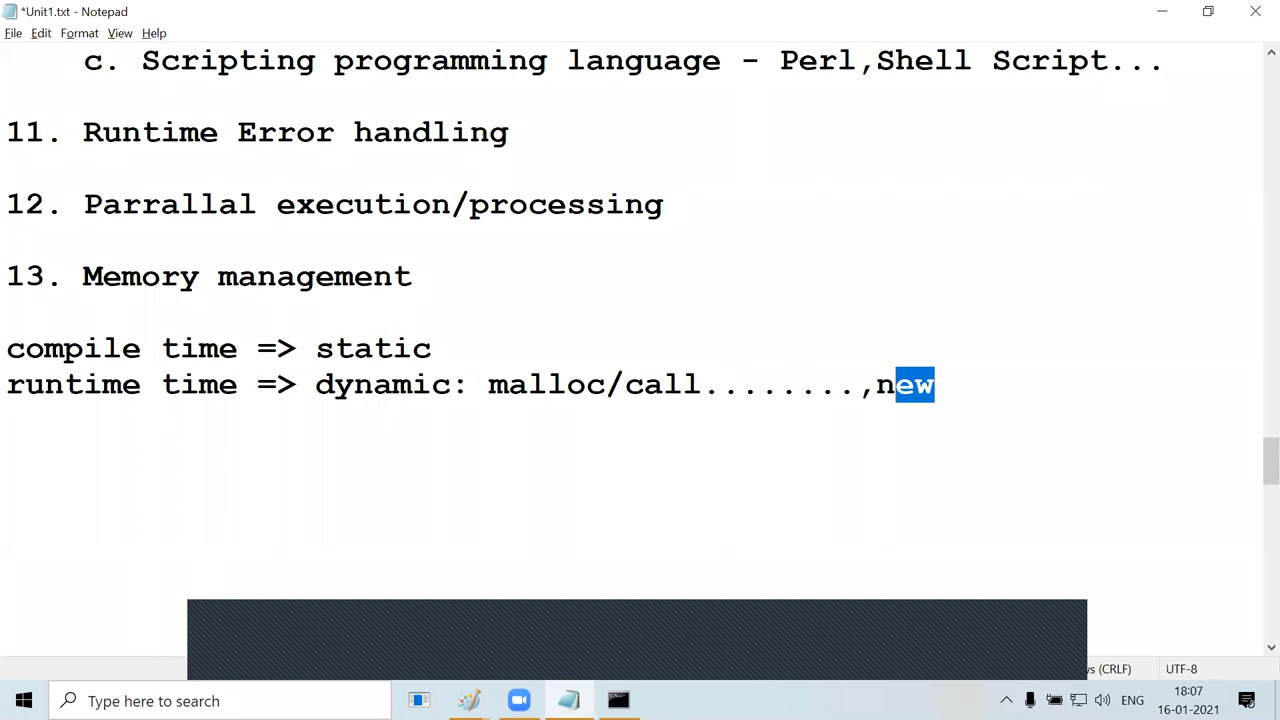 *Unit1.txt - Notepad
File Edit Format View Help
c. Scripting programming language - Perl,Shell Script...
11. Runtime Error handling
12. Parrallal execution/processing
13. Memory management
compile time => static
runtime time => dynamic: malloc/call........,new
(CRLF) UTF-8
Type here to search
ENG
18:07
16-01-2021